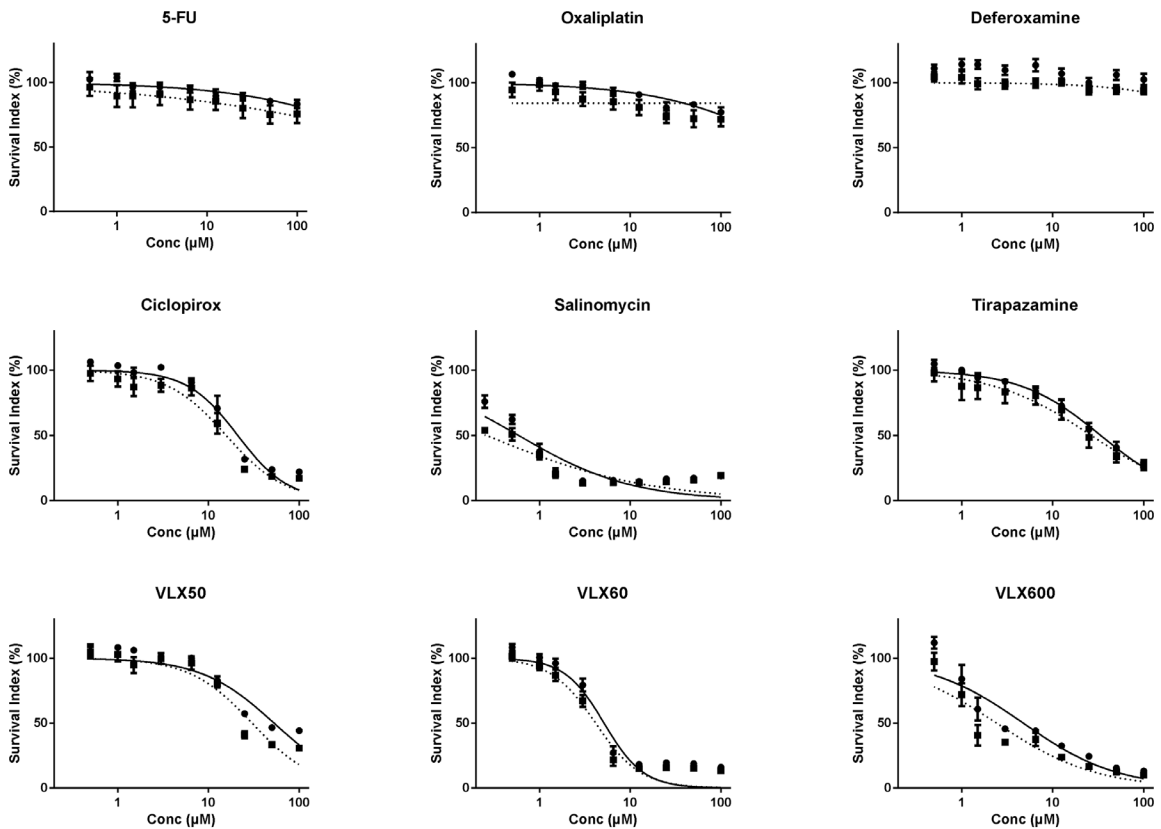 5-FU
Survival Index (%)
100
50
0
1
10
100
Conc (µM)
Oxaliplatin
Survival Index (%)
100
50
0
1
10
100
Conc (µM)
Deferoxamine
Survival Index (%)
100
50
0
1
10
100
Conc (µM)
Ciclopirox
Survival Index (%)
100
50
0
1
10
100
Conc (µM)
Salinomycin
Survival Index (%)
100
50
0
1
10
100
Conc (µM)
Tirapazamine
Survival Index (%)
100
50
0
1
10
100
Conc (µM)
VLX50
Survival Index (%)
100
50
0
1
10
100
Conc (µM)
VLX60
Survival Index (%)
100
50
0
1
10
100
Conc (µM)
VLX600
Survival Index (%)
100
50
0
1
10
100
Conc (µM)